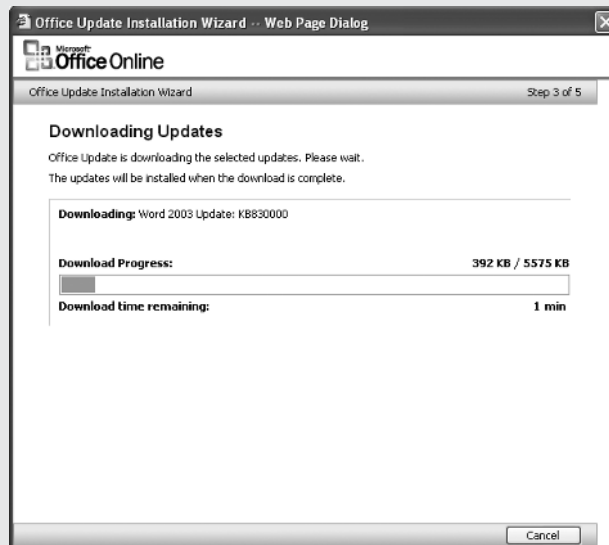 Office Update Installation Wizard -- Web Page Dialog
Microsoft
Office Online
Office Update Installation Wizard Step 3 of 5
Downloading Updates
Office Update is downloading the selected updates. Please wait.
The updates will be installed when the download is complete.
Downloading: Word 2003 Update: KB830000
Download Progress: 392 KB / 5575 KB
Download time remaining: 1 min
Cancel